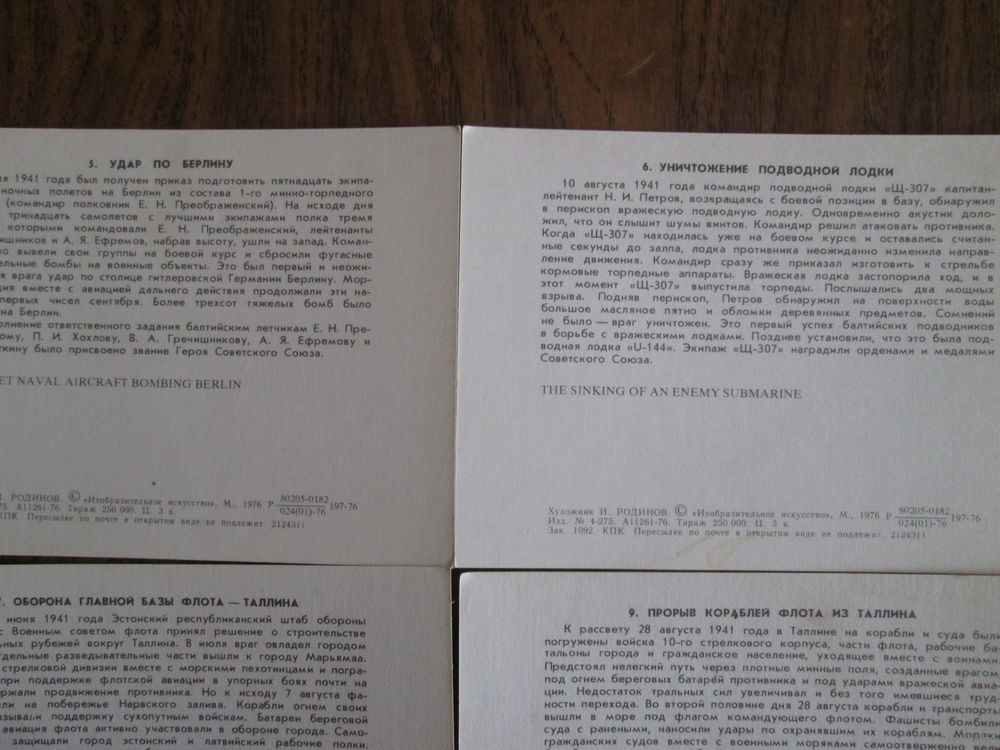 5. УДАР ПО БЕРЛИНУ
1941 года был получен приказ подготовить пятнадцать экипа-
ночных полетов на Берлин из состава 1-го минно-торпедного
(командир полковник Е. Н. Преображенский). На исходе дня
тринадцать самолетов с лучшими экипажами полка тремя
которыми командовали Е. Н. Преображенский, лейтенанты
и А. Я. Ефремов, набрав высоту, ушли на запад. Коман-
вывели свои группы на боевой курс и сбросили фугасные
бомбы на военные объекты. Это был первый и неожи-
врага удар по столице гитлеровской Германии Берлину. Мор-
вместе с авиацией дальнего действия продолжали эти на-
первых чисел сентября. Более трехсот тяжелых бомб было
на Берлин.
ответственного задания балтийским летчикам Е. Н. Пре-
П. И. Хохлову, В. А. Гречишникову, А. Я. Ефремову и
было присвоено звание Героя Советского Союза.
ET NAVAL AIRCRAFT BOMBING BERLIN
РОДИНОВ. © «Изобразительное искусство». М., 1976 Р 80205-0182 197-76
75. А11261-76. Тираж 250 000. Ц. 3 к. 024(01)-76
КПК. Пересылке по почте в открытом виде не подлежит. 2124311
6. УНИЧТОЖЕНИЕ ПОДВОДНОЙ ЛОДКИ
10 августа 1941 года командир подводной лодки «Щ-307» капитан-
лейтенант Н. И. Петров, возвращаясь с боевой позиции в базу, обнаружил
в перископ вражескую подводную лодку. Одновременно акустик доло-
жил, что он слышит шумы винтов. Командир решил атаковать противника.
Когда «Щ-307» находилась уже на боевом курсе и оставались считан-
ные секунды до залпа, лодка противника неожиданно изменила направ-
ление движения. Командир сразу же приказал изготовить к стрельбе
кормовые торпедные аппараты. Вражеская лодка застопорила ход, и в
этот момент «Щ-307» выпустила торпеды. Послышались два мощных
взрыва. Подняв перископ, Петров обнаружил на поверхности воды
большое масляное пятно и обломки деревянных предметов. Сомнений
не было — враг уничтожен. Это первый успех балтийских подводников
в борьбе с вражескими лодками. Позднее установили, что это была под-
водная лодка «U-144». Экипаж «Щ-307» наградили орденами и медалями
Советского Союза.
THE SINKING OF AN ENEMY SUBMARINE
Художник И. РОДИНОВ. © «Изобразительное искусство», М., 1976 Р 80205-0182 197-76
Изд. № 4-275. А11261-76. Тираж 250 000. Ц. 3 к. 024(01)-76
Зак. 1092. КПК. Пересылке по почте в открытом виде не подлежит. 2124311
7. ОБОРОНА ГЛАВНОЙ БАЗЫ ФЛОТА — ТАЛЛИНА
июня 1941 года Эстонский республиканский штаб обороны
с Военным советом флота принял решение о строительстве
рубежей вокруг Таллина. 8 июля враг овладел городом
разведывательные части вышли к городу Марьямаа.
стрелковой дивизии вместе с морскими пехотинцами и погра-
при поддержке флотской авиации в упорных боях почти на
держали продвижение противника. Но к исходу 7 августа фа-
на побережье Нарвского залива. Корабли огнем своих
поддержку сухопутным войскам. Батареи береговой
авиация флота активно участвовали в обороне города. Само-
защищали город эстонский и латвийский рабочие полки.
9. ПРОРЫВ КОРАБЛЕЙ ФЛОТА ИЗ ТАЛЛИНА
К рассвету 28 августа 1941 года в Таллине на корабли и суда были
погружены войска 10-го стрелкового корпуса, части флота, рабочие ба-
тальоны города и гражданское население, уходящее вместе с воинами.
Предстоял нелегкий путь через плотные минные поля, созданные врагом,
под огнем береговых батарей противника и под ударами вражеской авиа-
ции. Недостаток тральных сил увеличивал и без того имевшиеся труд-
ности перехода. Во второй половине дня 28 августа корабли и транспорты
вышли в море под флагом командующего флотом. Фашисты бомбили
суда с ранеными, наносили удары по охранявшим их кораблям. Моряки
гражданских судов вместе с военными моряками самоотверженно